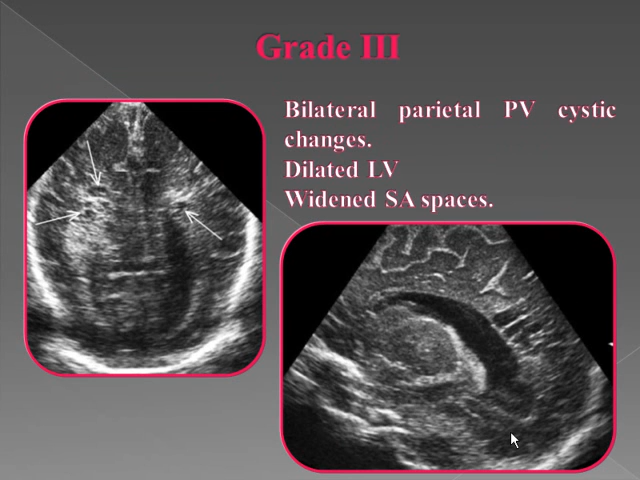 Grade III
Bilateral parietal PV cystic
changes.
Dilated LV
Widened SA spaces.